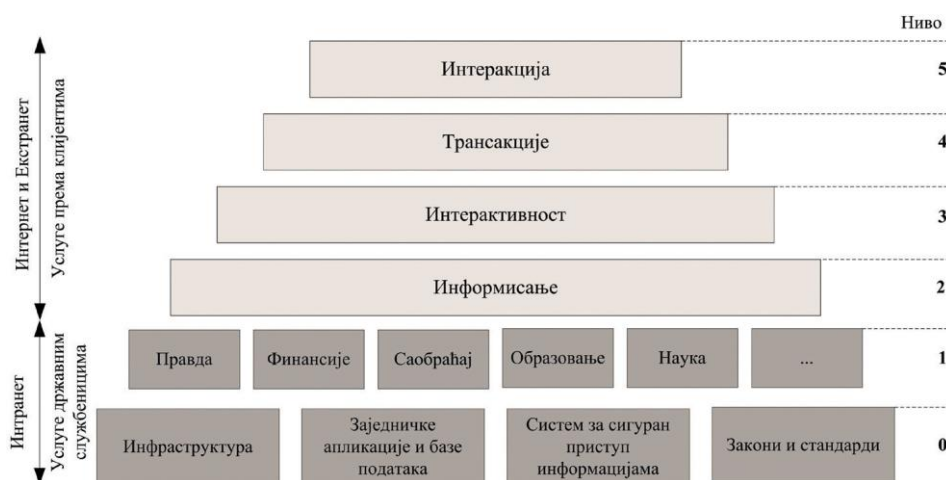 Ниво
Интеракција
5
Трансакције
4
Интерактивност
3
Информисање
2
Интернет и Екстранет
Услуге према клијентима
Правда
Финансије
Саобраћај
Образовање
Наука
...
1
Инфраструктура
Заједничке
апликације и базе
података
Систем за сигуран
приступ
информацијама
Закони и стандарди
0
Интранет
Услуге државним
службеницима